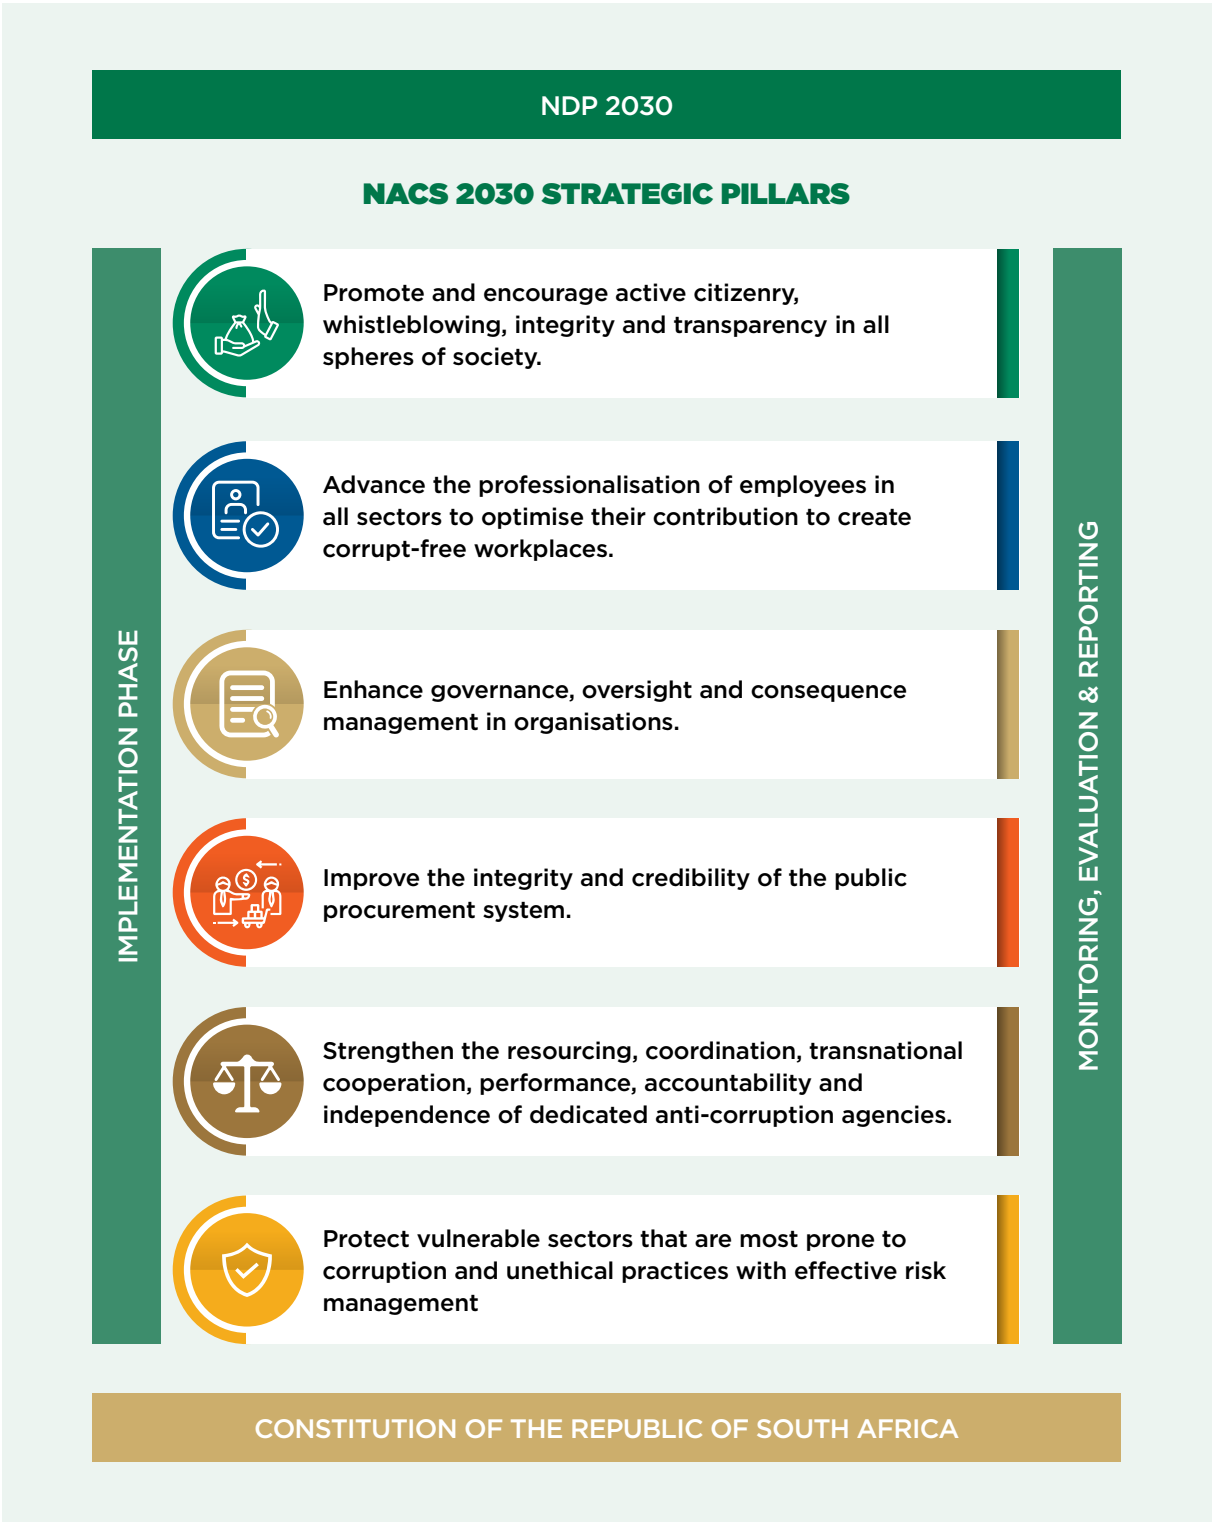 NDP 2030
NACS 2030 STRATEGIC PILLARS
IMPLEMENTATION PHASE
Promote and encourage active citizenry,
whistleblowing, integrity and transparency in all
spheres of society.
Advance the professionalisation of employees in
all sectors to optimise their contribution to create
corrupt-free workplaces.
Enhance governance, oversight and consequence
management in organisations.
$
Improve the integrity and credibility of the public
procurement system.
Strengthen the resourcing, coordination, transnational
cooperation, performance, accountability and
independence of dedicated anti-corruption agencies.
Protect vulnerable sectors that are most prone to
corruption and unethical practices with effective risk
management
MONITORING, EVALUATION & REPORTING
CONSTITUTION OF THE REPUBLIC OF SOUTH AFRICA